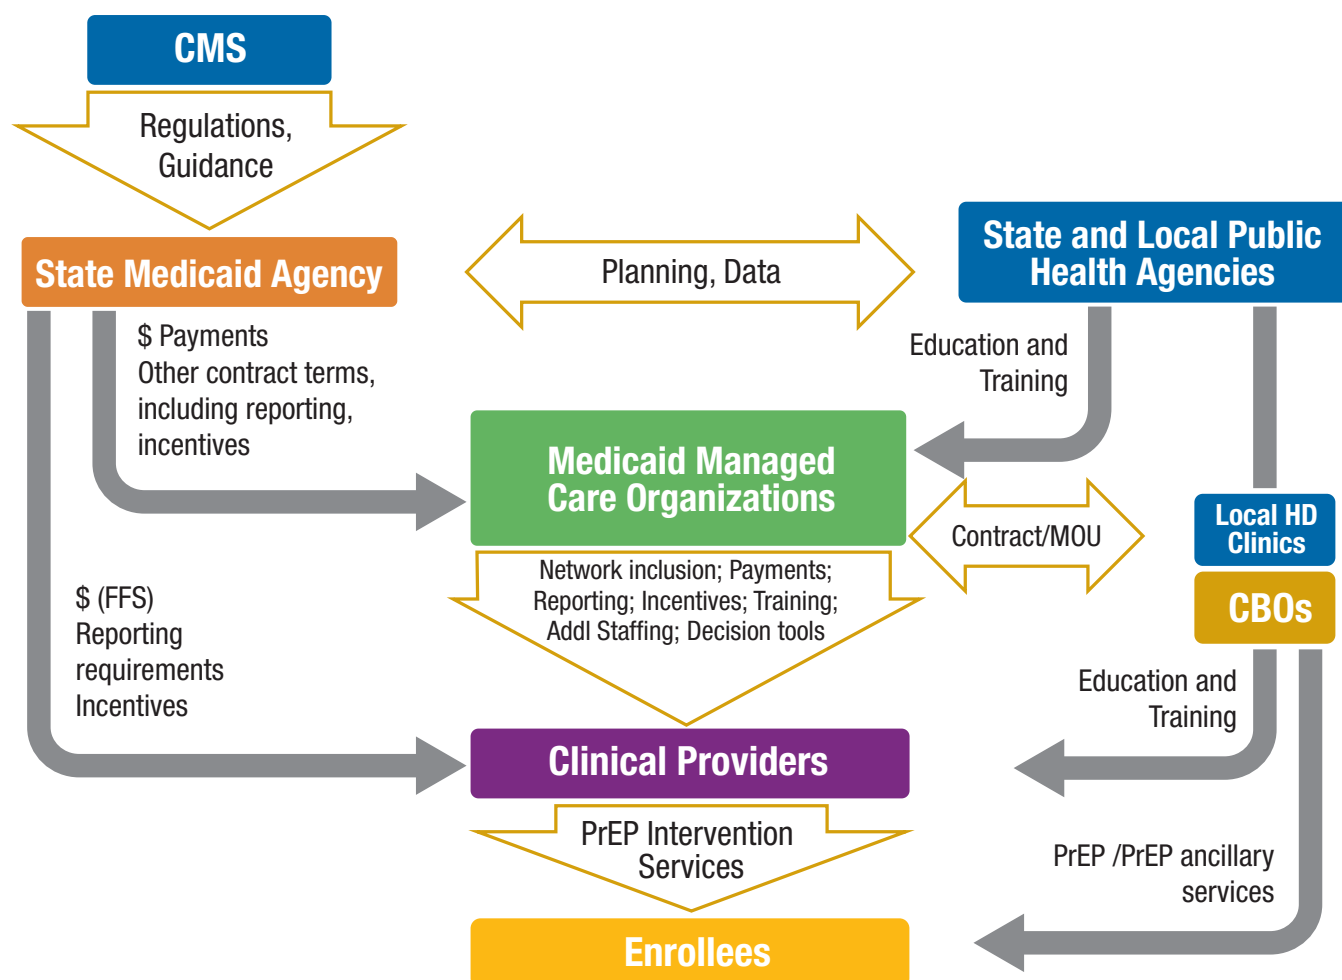 CMS
Regulations,
Guidance
State Medicaid Agency
Planning, Data
State and Local Public
Health Agencies
$ Payments
Other contract terms,
including reporting,
incentives
Education and
Training
Medicaid Managed
Care Organizations
Contract/MOU
Local HD
Clinics
CBOs
Network inclusion; Payments;
Reporting; Incentives; Training;
Addl Staffing; Decision tools
$ (FFS)
Reporting
requirements
Incentives
Education and
Training
Clinical Providers
PrEP Intervention
Services
PrEP /PrEP ancillary
services
Enrollees